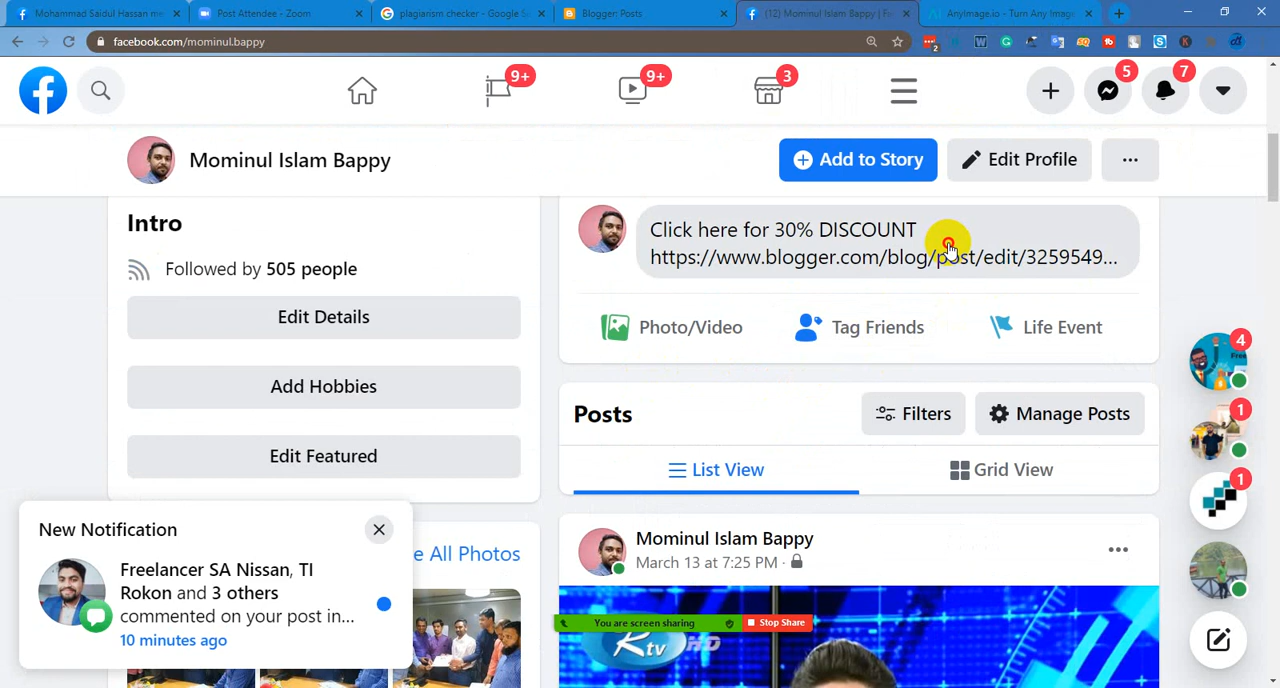 Mohammad Saidul Hassan me
Post Attendee - Zoom
plagiarism checker - Google Se
Blogger: Posts
(12) Mominul Islam Bappy | Fa
AnyImage.io - Turn Any Image
facebook.com/mominul.bappy
2
9+
9+
3
5
7
Mominul Islam Bappy
Add to Story
Edit Profile
Intro
Followed by 505 people
Edit Details
Add Hobbies
Edit Featured
Click here for 30% DISCOUNT
https://www.blogger.com/blog/post/edit/3259549...
Photo/Video
Tag Friends
Life Event
Posts
Filters
Manage Posts
List View
Grid View
4
1
1
New Notification
Freelancer SA Nissan, TI
Rokon and 3 others
commented on your post in...
10 minutes ago
e All Photos
Mominul Islam Bappy
March 13 at 7:25 PM ·
You are screen sharing
Stop Share
Rtv HD